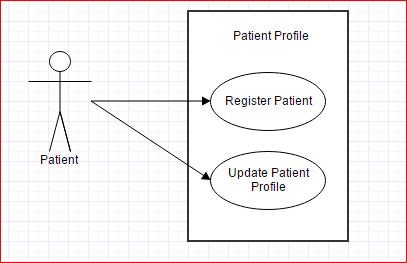 Patient Profile
Register Patient
Update Patient
Profile
Patient